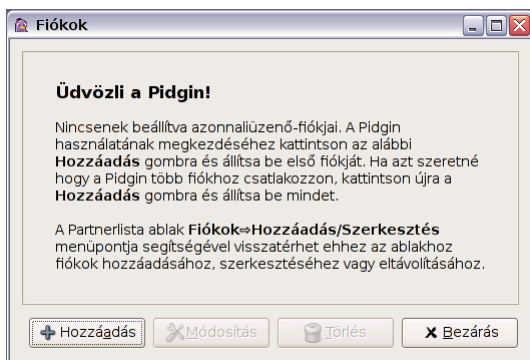 Fiókok
Üdvözli a Pidgin!
Nincsenek beállítva azonnaliüzenő-fiókjai. A Pidgin
használatának megkezdéséhez kattintson az alábbi
Hozzáadás gombra és állítsa be első fiókját. Ha azt szeretné
hogy a Pidgin több fiókhoz csatlakozzon, kattintson újra a
Hozzáadás gombra és állítsa be mindet.
A Partnerlista ablak Fiókok⇨Hozzáadás/Szerkesztés
menüpontja segítségével visszatérhet ehhez az ablakhoz
fiókok hozzáadásához, szerkesztéséhez vagy eltávolításához.
Hozzáadás Módosítás Törlés Bezárás